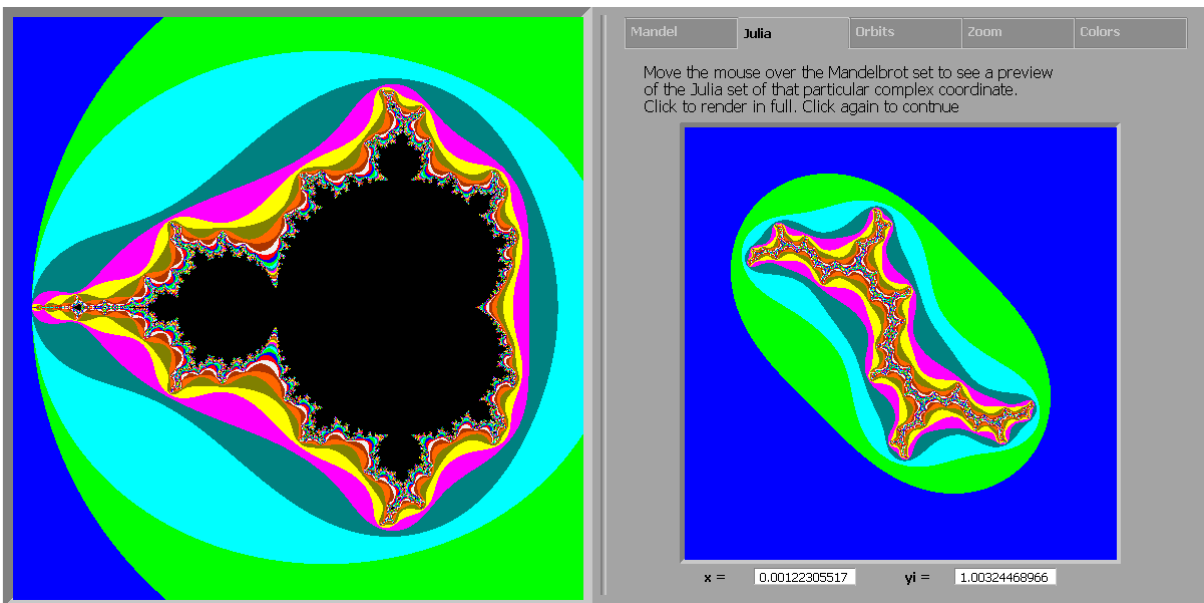 Mandel Julia Orbits Zoom Colors
Move the mouse over the Mandelbrot set to see a preview
of the Julia set of that particular complex coordinate.
Click to render in full. Click again to contnue
x = 0.00122305517 yi = 1.00324468966